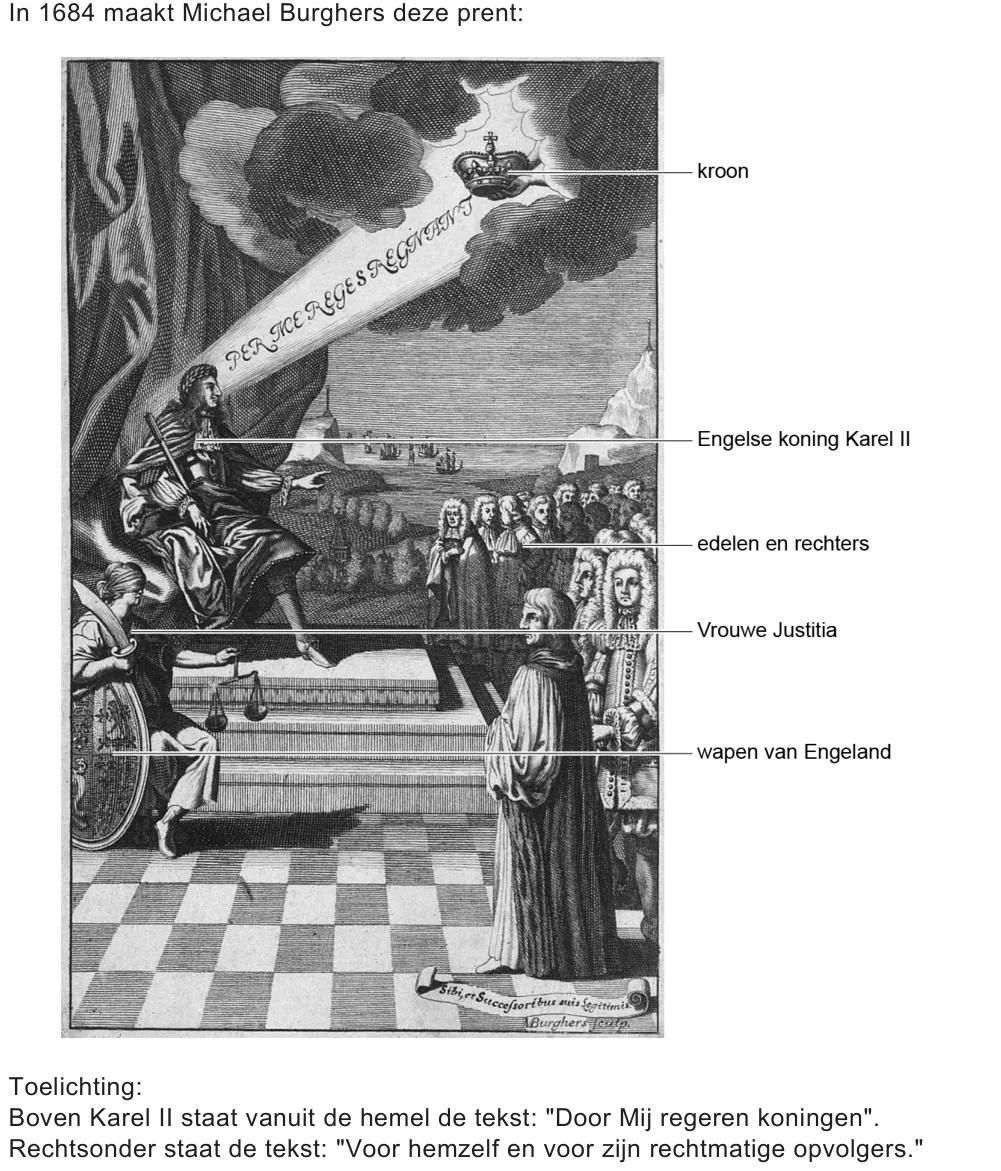 In 1684 maakt Michael Burghers deze prent:
kroon
PER ME REGES REGNANT
Engelse koning Karel II
edelen en rechters
Vrouwe Justitia
wapen van Engeland
Sibi, et Successoribus suis Legitimis.
MBurghers sculp.
Toelichting:
Boven Karel II staat vanuit de hemel de tekst: "Door Mij regeren koningen".
Rechtsonder staat de tekst: "Voor hemzelf en voor zijn rechtmatige opvolgers."